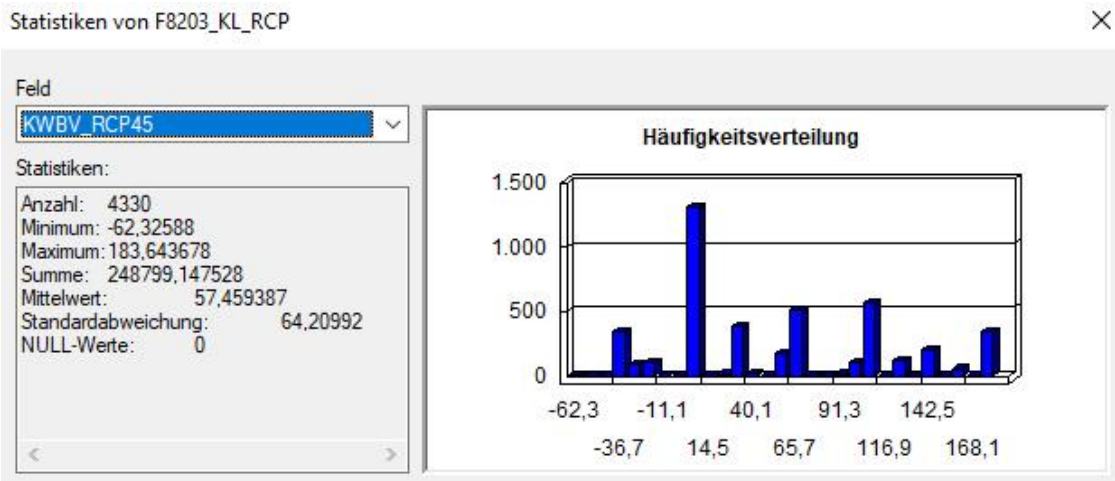 Statistiken von F8203_KL_RCP
Feld
KWBV_RCP45
Statistiken:
Anzahl: 4330
Minimum: -62,32588
Maximum: 183,643678
Summe: 248799,147528
Mittelwert: 57,459387
Standardabweichung: 64,20992
NULL-Werte: 0
Häufigkeitsverteilung
1.500
1.000
500
0
-62,3 -11,1 40,1 91,3 142,5
-36,7 14,5 65,7 116,9 168,1